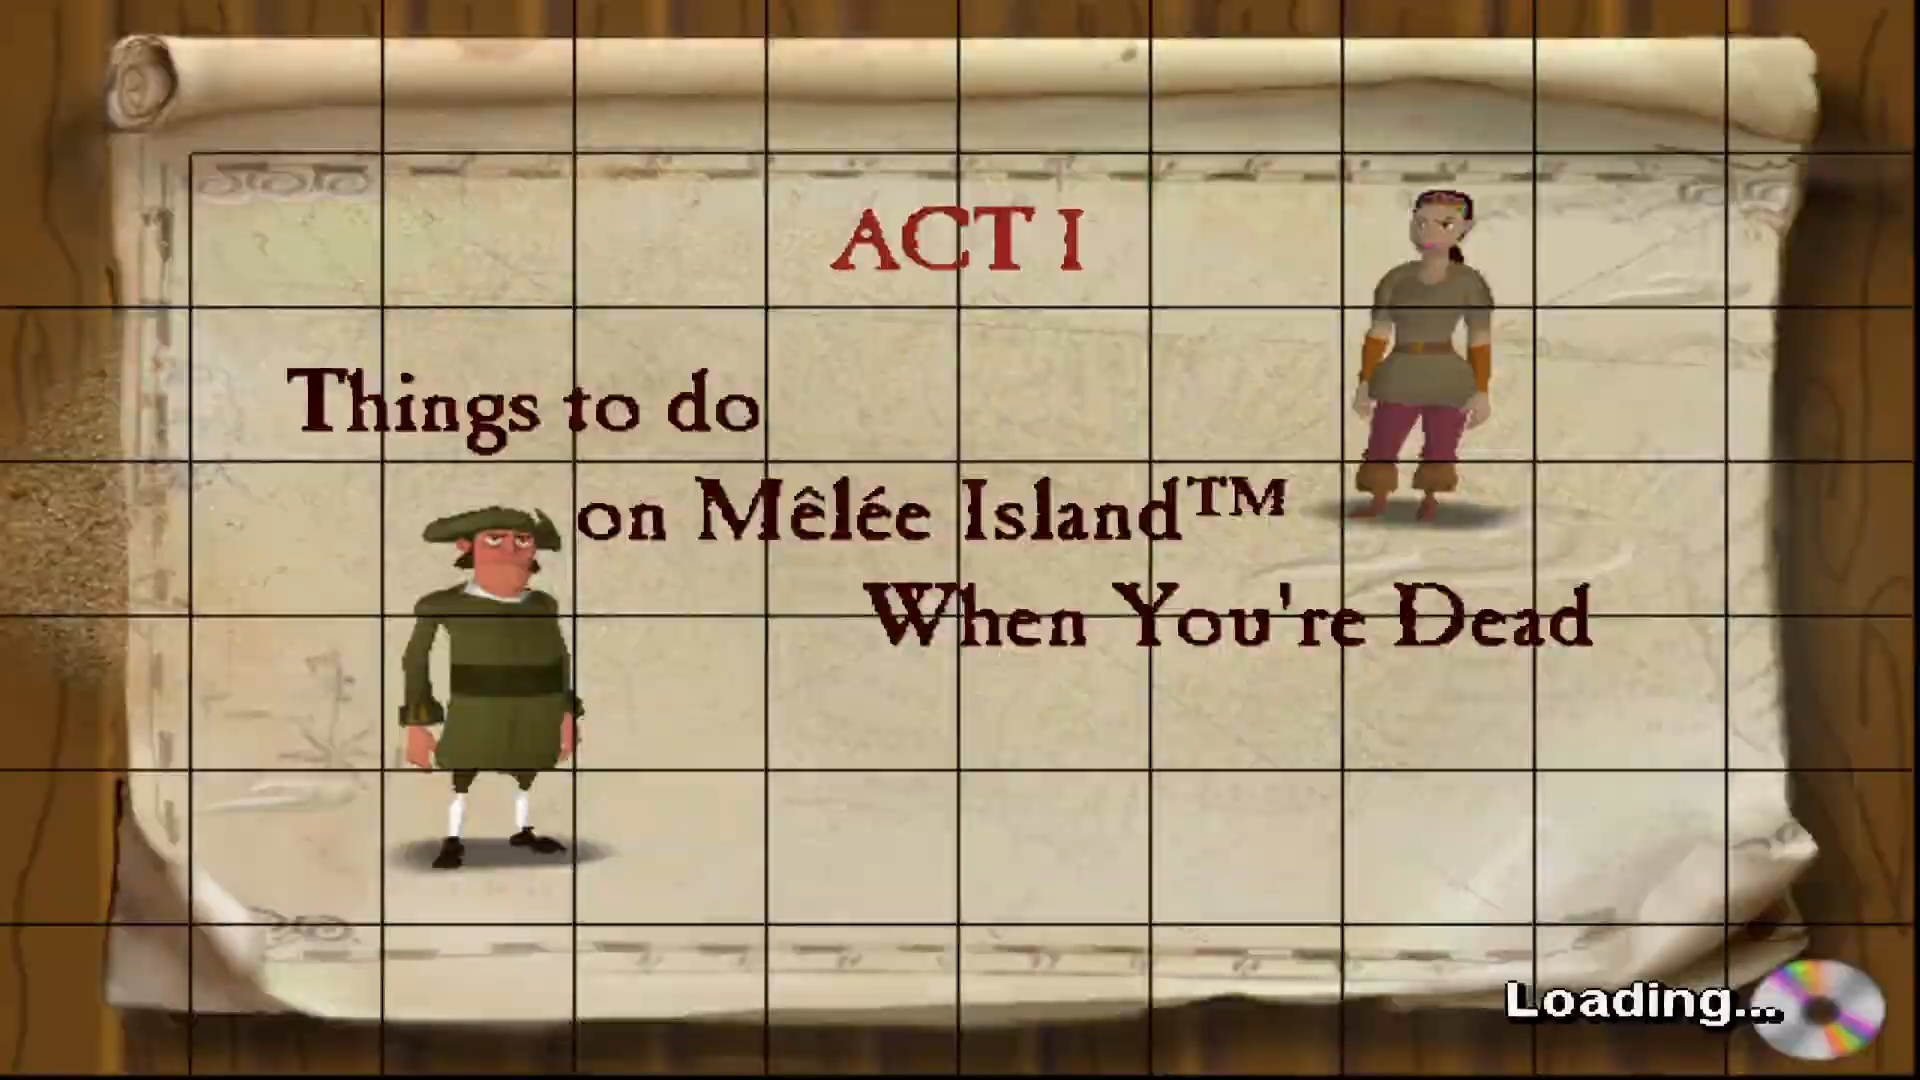 ACT I
Things to do
on Mêlée Island™
When You're Dead
Loading...